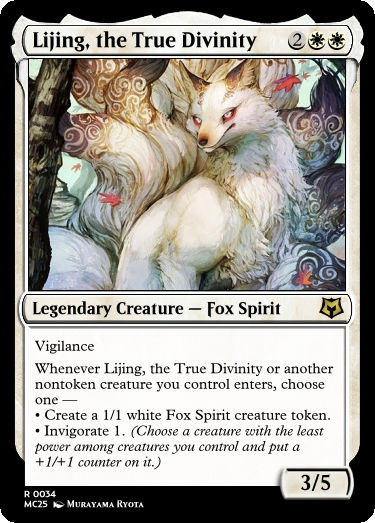 Lijing, the True Divinity 2
Legendary Creature — Fox Spirit
Vigilance
Whenever Lijing, the True Divinity or another
nontoken creature you control enters, choose
one —
• Create a 1/1 white Fox Spirit creature token.
• Invigorate 1. (Choose a creature with the least
power among creatures you control and put a
+1/+1 counter on it.)
3/5
R 0034
MC25 Murayama Ryota